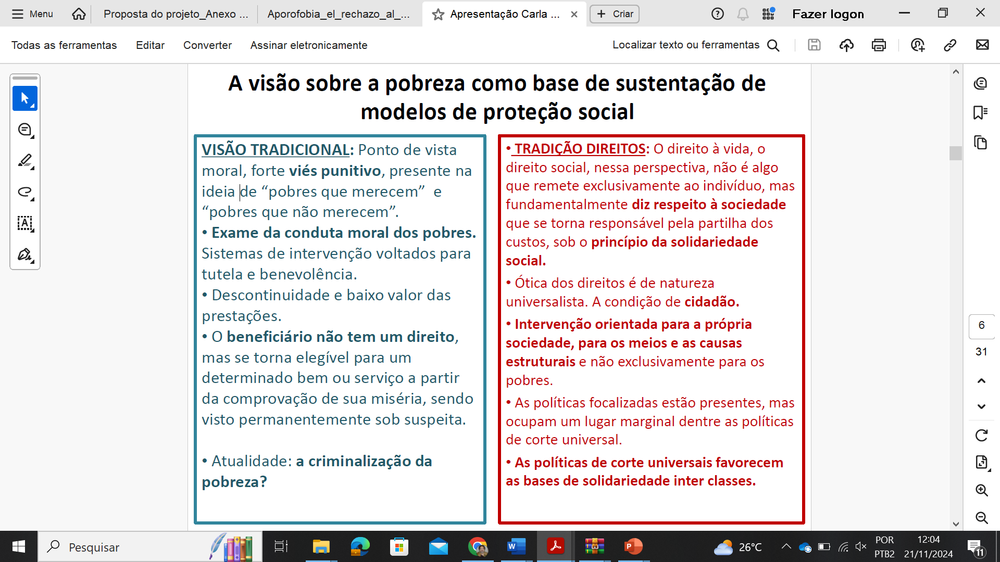 Menu
Proposta do projeto_Anexo ...
Aporofobia_el_rechazo_al_...
Apresentação Carla ...
Criar
Fazer logon
Todas as ferramentas
Editar
Converter
Assinar eletronicamente
Localizar texto ou ferramentas
A visão sobre a pobreza como base de sustentação de
modelos de proteção social
VISÃO TRADICIONAL: Ponto de vista
moral, forte viés punitivo, presente na
ideia de “pobres que merecem” e
“pobres que não merecem”.
• Exame da conduta moral dos pobres.
Sistemas de intervenção voltados para
tutela e benevolência.
• Descontinuidade e baixo valor das
prestações.
• O beneficiário não tem um direito,
mas se torna elegível para um
determinado bem ou serviço a partir
da comprovação de sua miséria, sendo
visto permanentemente sob suspeita.
• Atualidade: a criminalização da
pobreza?
• TRADIÇÃO DIREITOS: O direito à vida, o
direito social, nessa perspectiva, não é algo
que remete exclusivamente ao indivíduo, mas
fundamentalmente diz respeito à sociedade
que se torna responsável pela partilha dos
custos, sob o princípio da solidariedade
social.
• Ótica dos direitos é de natureza
universalista. A condição de cidadão.
• Intervenção orientada para a própria
sociedade, para os meios e as causas
estruturais e não exclusivamente para os
pobres.
• As políticas focalizadas estão presentes, mas
ocupam um lugar marginal dentre as políticas
de corte universal.
• As políticas de corte universais favorecem
as bases de solidariedade inter classes.
6
31
Pesquisar
26°C
POR
PTB2
12:04
21/11/2024
11